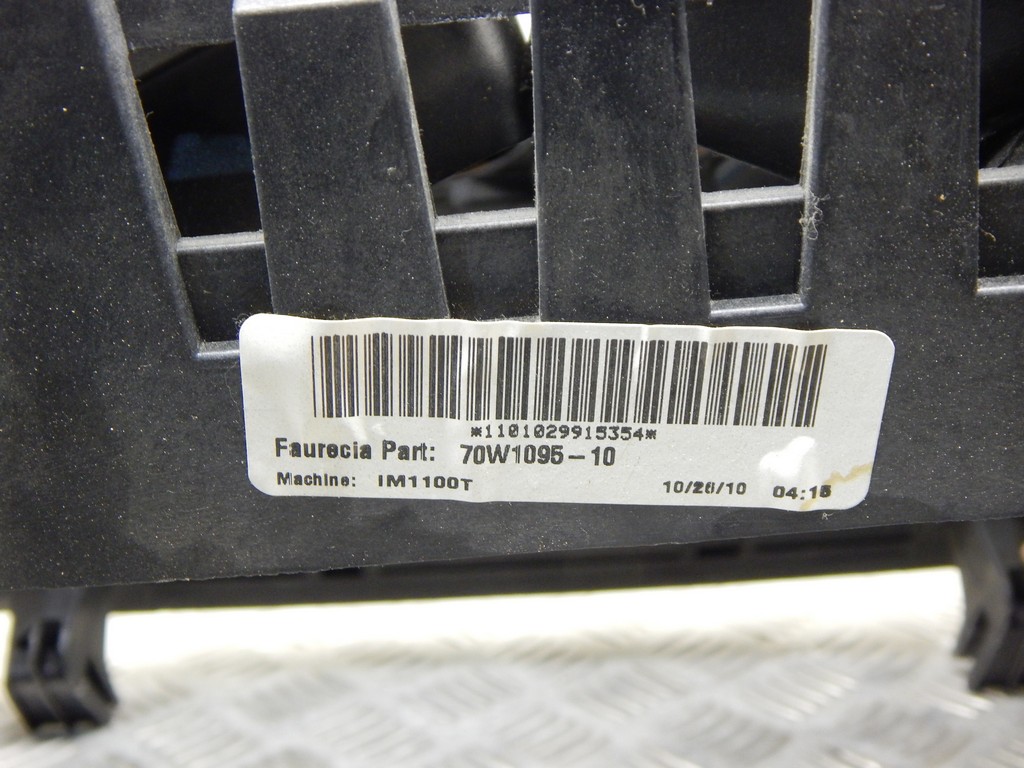 *1101029915354*
Faurecia Part: 70W1095-10
Machine: IM1100T 10/26/10 04:15